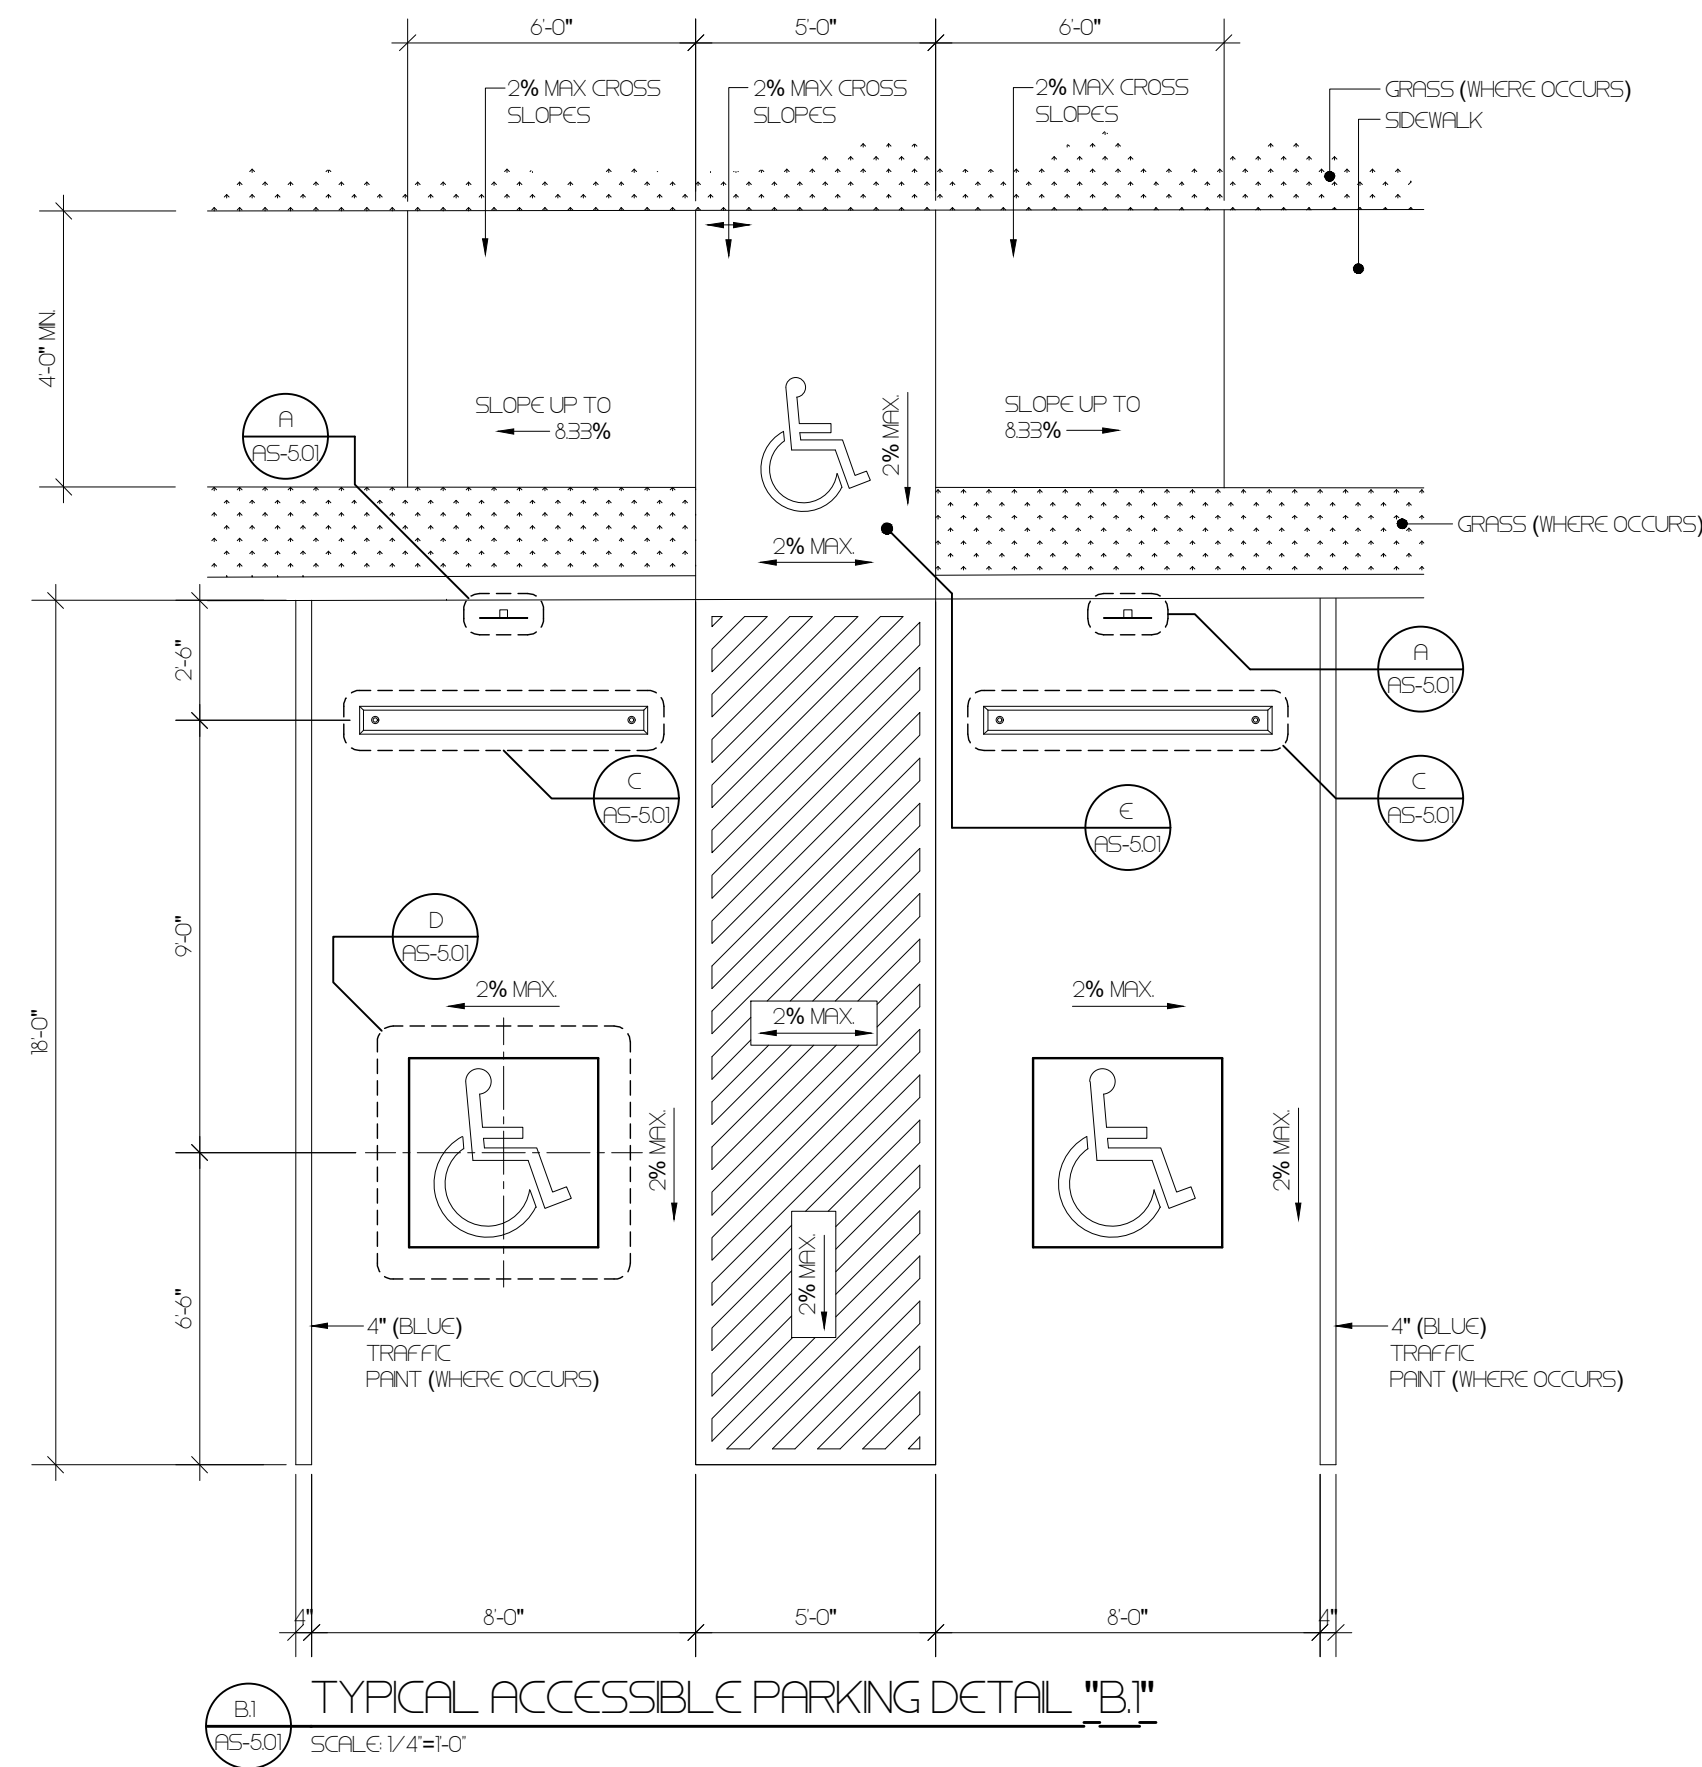 6'-0"
5'-0"
6'-0"
2% MAX CROSS
SLOPES
2% MAX CROSS
SLOPES
2% MAX CROSS
SLOPES
GRASS (WHERE OCCURS)
SIDEWALK
4'-0" MIN.
A
AS-5.01
SLOPE UP TO
8.33%
2% MAX.
SLOPE UP TO
8.33%
GRASS (WHERE OCCURS)
2% MAX.
2'-6"
A
AS-5.01
C
AS-5.01
E
AS-5.01
C
AS-5.01
9'-0"
D
AS-5.01
18'-0"
2% MAX.
2% MAX.
2% MAX.
2% MAX.
2% MAX.
2% MAX.
6'-6"
4" (BLUE)
TRAFFIC
PAINT (WHERE OCCURS)
4" (BLUE)
TRAFFIC
PAINT (WHERE OCCURS)
4"
8'-0"
5'-0"
8'-0"
4"
B.1
AS-5.01
TYPICAL ACCESSIBLE PARKING DETAIL "B.1"
SCALE: 1/4"=1'-0"